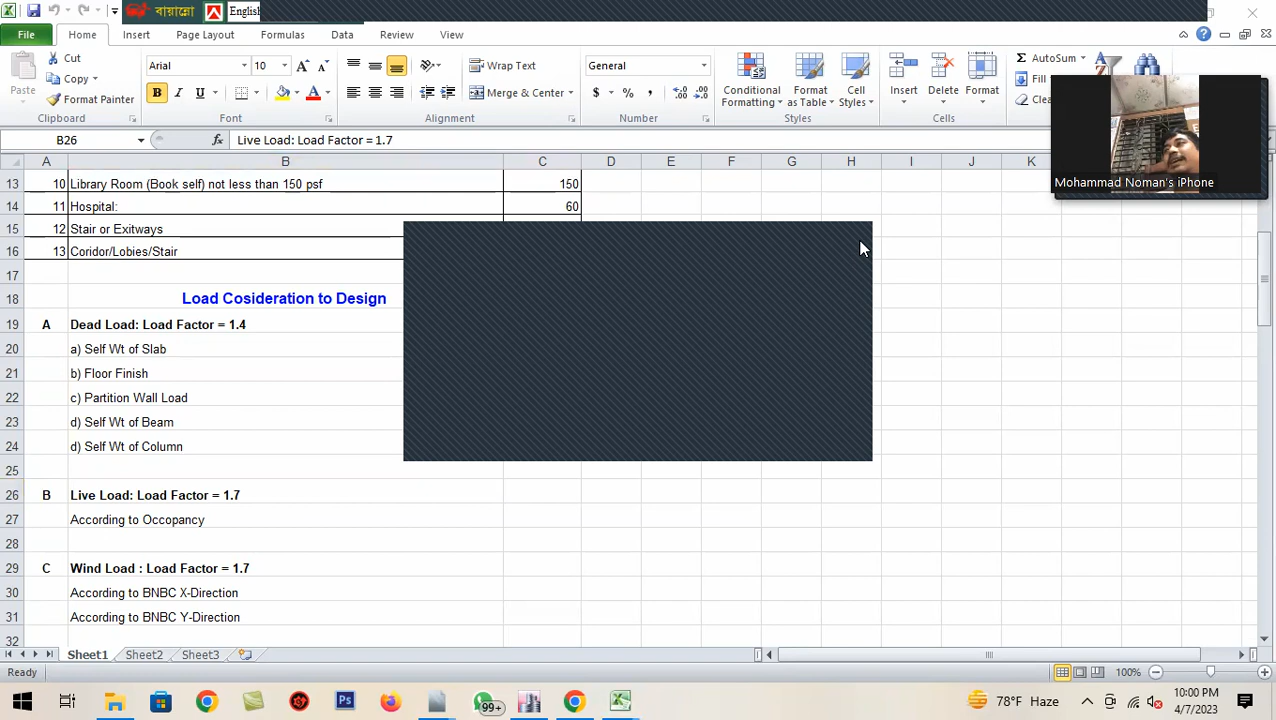 বায়ান্নো English
File Home Insert Page Layout Formulas Data Review View
Cut
Copy
Format Painter
Paste
Clipboard
Arial 10
B I U
Font
Wrap Text
Merge & Center
Alignment
General
$ % ,
Number
Conditional Formatting
Format as Table
Cell Styles
Styles
Insert Delete Format
Cells
Σ AutoSum
Fill
Mohammad Noman's iPhone
B26 fx Live Load: Load Factor = 1.7
A B C D E F G H I J K
13 10 Library Room (Book self) not less than 150 psf 150
14 11 Hospital: 60
15 12 Stair or Exitways
16 13 Coridor/Lobies/Stair
17
18 Load Cosideration to Design
19 A Dead Load: Load Factor = 1.4
20 a) Self Wt of Slab
21 b) Floor Finish
22 c) Partition Wall Load
23 d) Self Wt of Beam
24 d) Self Wt of Column
25
26 B Live Load: Load Factor = 1.7
27 According to Occopancy
28
29 C Wind Load : Load Factor = 1.7
30 According to BNBC X-Direction
31 According to BNBC Y-Direction
32
Sheet1 Sheet2 Sheet3
Ready 100%
99+ 78°F Haze 10:00 PM
4/7/2023